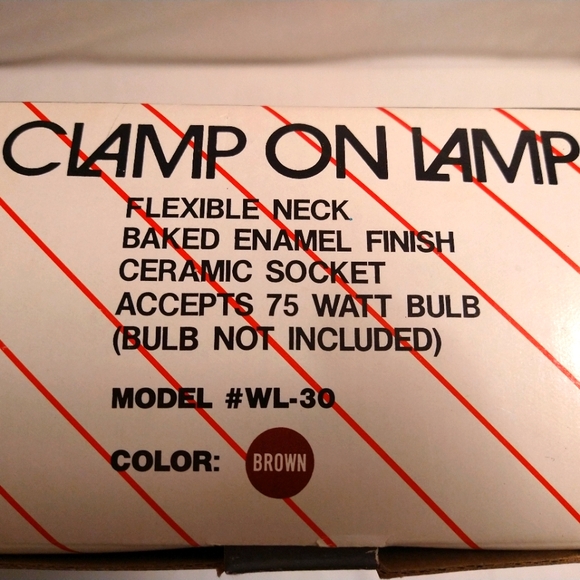 CLAMP ON LAMP
FLEXIBLE NECK
BAKED ENAMEL FINISH
CERAMIC SOCKET
ACCEPTS 75 WATT BULB
(BULB NOT INCLUDED)
MODEL #WL-30
COLOR: BROWN